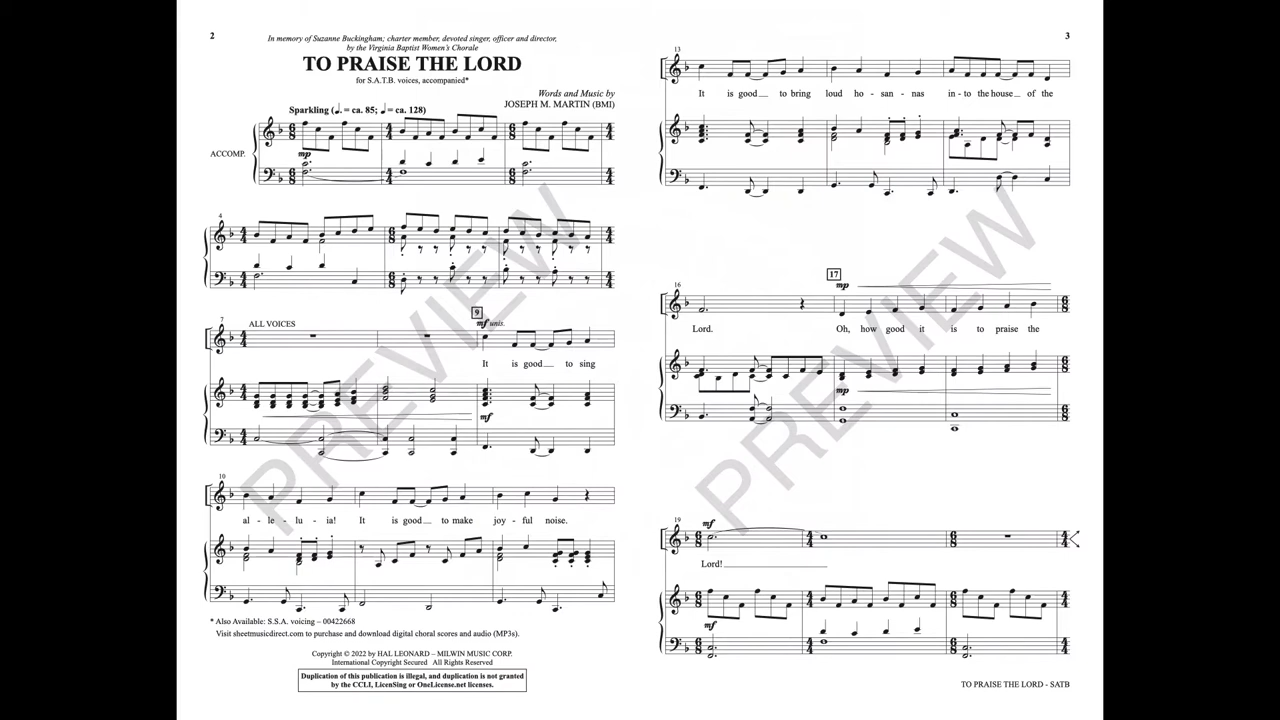 2
In memory of Suzanne Buckingham; charter member, devoted singer, officer and director,
by the Virginia Baptist Women's Chorale
TO PRAISE THE LORD
for S.A.T.B. voices, accompanied*
Words and Music by
JOSEPH M. MARTIN (BMI)
Sparkling (♩. = ca. 85; ♩ = ca. 128)
ACCOMP.
mp
4
7
ALL VOICES
9
mf unis.
It is good to sing
mf
10
al - le - lu - ia! It is good to make joy - ful noise.
* Also Available: S.S.A. voicing – 00422668
Visit sheetmusicdirect.com to purchase and download digital choral scores and audio (MP3s).
Copyright © 2022 by HAL LEONARD – MILWIN MUSIC CORP.
International Copyright Secured All Rights Reserved
Duplication of this publication is illegal, and duplication is not granted
by the CCLI, LicenSing or OneLicense.net licenses.
PREVIEW
3
13
It is good to bring loud ho - san - nas in - to the house of the
17
16
mp
Lord. Oh, how good it is to praise the
mp
19
mf
Lord!
mf
TO PRAISE THE LORD - SATB
PREVIEW